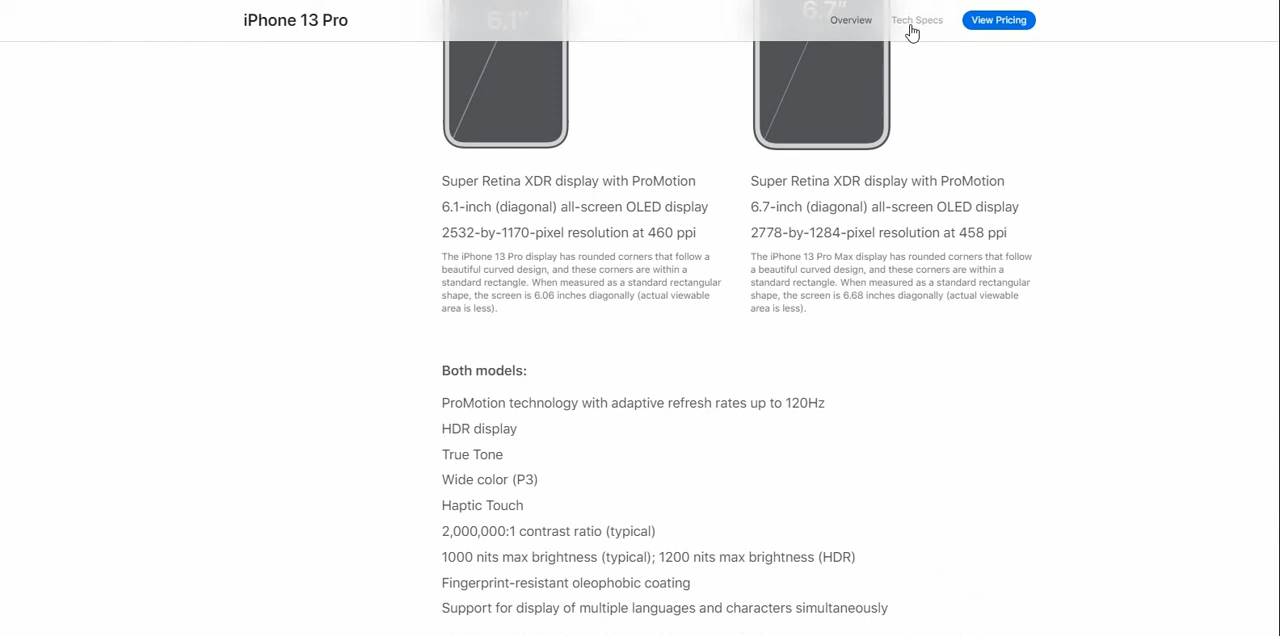 iPhone 13 Pro
Overview
Tech Specs
View Pricing
6.1"
6.7"
Super Retina XDR display with ProMotion
6.1-inch (diagonal) all-screen OLED display
2532-by-1170-pixel resolution at 460 ppi
The iPhone 13 Pro display has rounded corners that follow a
beautiful curved design, and these corners are within a
standard rectangle. When measured as a standard rectangular
shape, the screen is 6.06 inches diagonally (actual viewable
area is less).
Super Retina XDR display with ProMotion
6.7-inch (diagonal) all-screen OLED display
2778-by-1284-pixel resolution at 458 ppi
The iPhone 13 Pro Max display has rounded corners that follow
a beautiful curved design, and these corners are within a
standard rectangle. When measured as a standard rectangular
shape, the screen is 6.68 inches diagonally (actual viewable
area is less).
Both models:
ProMotion technology with adaptive refresh rates up to 120Hz
HDR display
True Tone
Wide color (P3)
Haptic Touch
2,000,000:1 contrast ratio (typical)
1000 nits max brightness (typical); 1200 nits max brightness (HDR)
Fingerprint-resistant oleophobic coating
Support for display of multiple languages and characters simultaneously